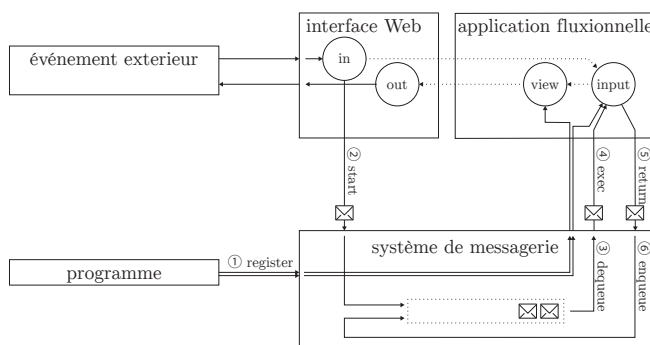 interface Web
application fluxionnelle
événement exterieur
in
out
view
input
② start
④ exec
⑤ return
système de messagerie
① register
programme
③ dequeue
⑥ enqueue